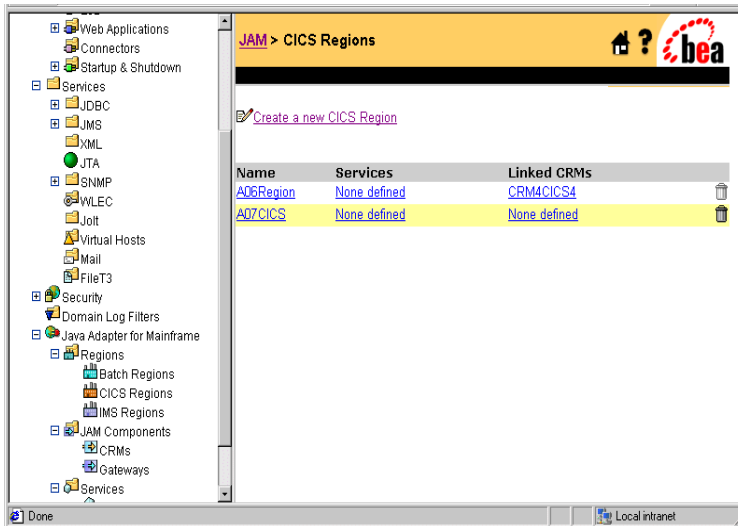 Web Applications
Connectors
Startup & Shutdown
Services
JDBC
JMS
XML
JTA
SNMP
WLEC
Jolt
Virtual Hosts
Mail
FileT3
Security
Domain Log Filters
Java Adapter for Mainframe
Regions
Batch Regions
CICS Regions
IMS Regions
JAM Components
CRMs
Gateways
Services
JAM > CICS Regions
? bea
Create a new CICS Region
Name Services Linked CRMs
A06Region None defined CRM4CICS4
A07CICS None defined None defined
Done Local intranet